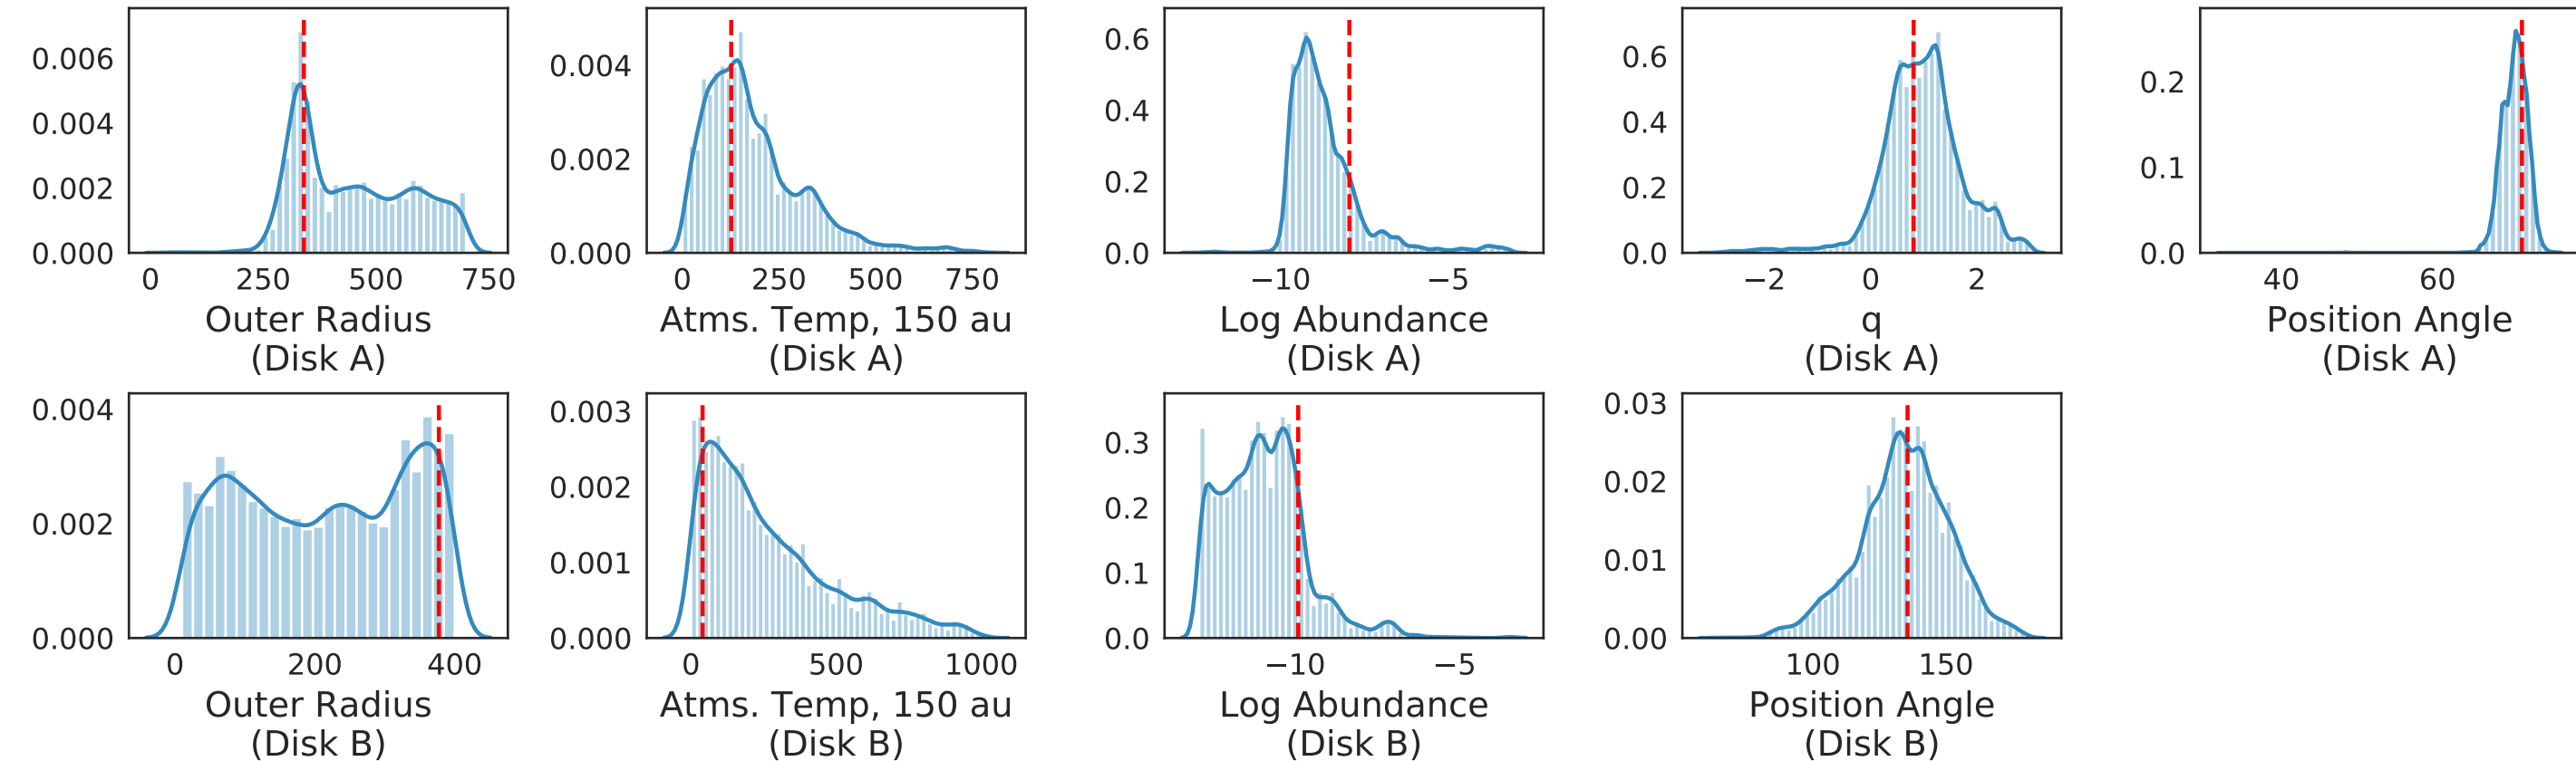 0.006
0.004
0.002
0.000
0 250 500 750
Outer Radius
(Disk A)
0.004
0.002
0.000
0 250 500 750
Atms. Temp, 150 au
(Disk A)
0.6
0.4
0.2
0.0
−10 −5
Log Abundance
(Disk A)
0.6
0.4
0.2
0.0
−2 0 2
q
(Disk A)
0.2
0.1
0.0
40 60
Position Angle
(Disk A)
0.004
0.002
0.000
0 200 400
Outer Radius
(Disk B)
0.003
0.002
0.001
0.000
0 500 1000
Atms. Temp, 150 au
(Disk B)
0.3
0.2
0.1
0.0
−10 −5
Log Abundance
(Disk B)
0.03
0.02
0.01
0.00
100 150
Position Angle
(Disk B)